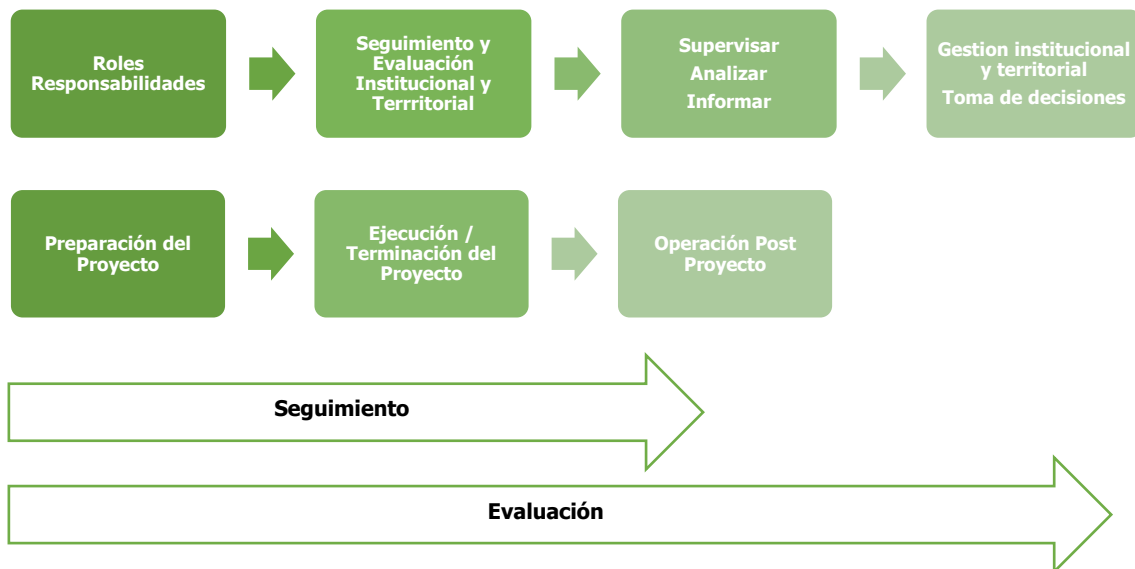 Roles
Responsabilidades
Seguimiento y
Evaluación
Institucional y
Terrritorial
Supervisar
Analizar
Informar
Gestion institucional
y territorial
Toma de decisiones
Preparación del
Proyecto
Ejecución /
Terminación del
Proyecto
Operación Post
Proyecto
Seguimiento
Evaluación